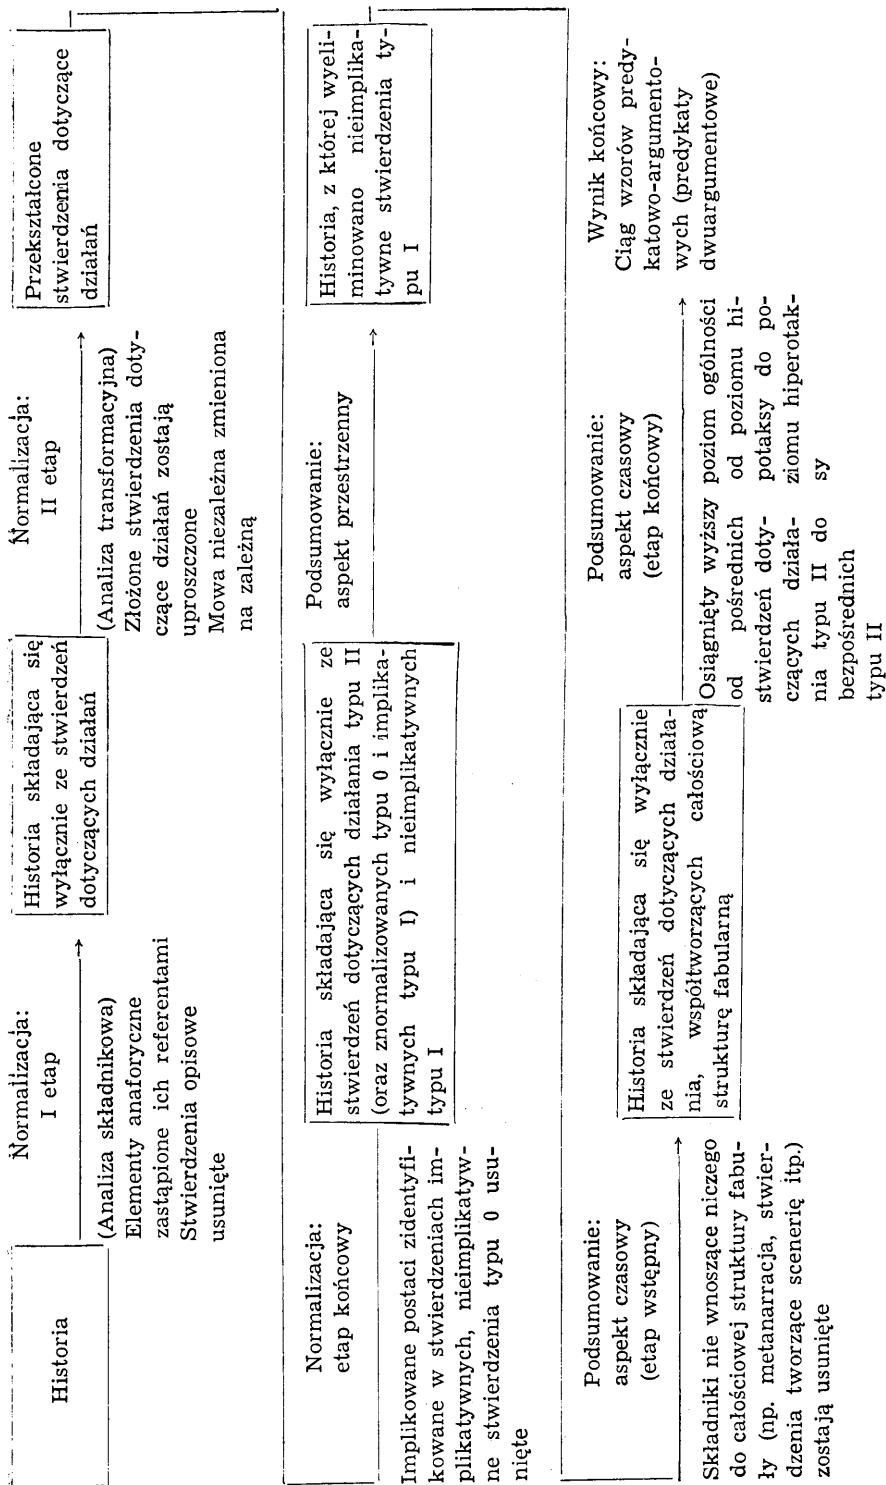 Historia
Normalizacja:
I etap
(Analiza składnikowa)
Elementy anaforyczne
zastąpione ich referentami
Stwierdzenia opisowe
usunięte
Historia składająca się
wyłącznie ze stwierdzeń
dotyczących działań
Normalizacja:
II etap
(Analiza transformacyjna)
Złożone stwierdzenia doty-
czące działań zostają
uproszczone
Mowa niezależna zmieniona
na zależną
Przekształcone
stwierdzenia dotyczące
działań
Normalizacja:
etap końcowy
Implikowane postaci zidentyfi-
kowane w stwierdzeniach im-
plikatywnych, nieimplikatyw-
ne stwierdzenia typu 0 usu-
nięte
Historia składająca się wyłącznie ze
stwierdzeń dotyczących działania typu II
(oraz znormalizowanych typu 0 i implika-
tywnych typu I) i nieimplikatywnych
typu I
Podsumowanie:
aspekt przestrzenny
Historia, z której wyeli-
minowano nieimplika-
tywne stwierdzenia ty-
pu I
Podsumowanie:
aspekt czasowy
(etap wstępny)
Składniki nie wnoszące niczego
do całościowej struktury fabu-
ły (np. metanarracja, stwier-
dzenia tworzące scenerię itp.)
zostają usunięte
Historia składająca się wyłącznie
ze stwierdzeń dotyczących działa-
nia, współtworzących całościową
strukturę fabularną
Podsumowanie:
aspekt czasowy
(etap końcowy)
Osiągnięty wyższy poziom ogólności
od pośrednich
stwierdzeń doty-
czących działa-
nia typu II do
bezpośrednich
typu II
od poziomu hi-
potaksy do po-
ziomu hiperotak-
sy
Wynik końcowy:
Ciąg wzorów predy-
katowo-argumento-
wych (predykaty
dwuargumentowe)